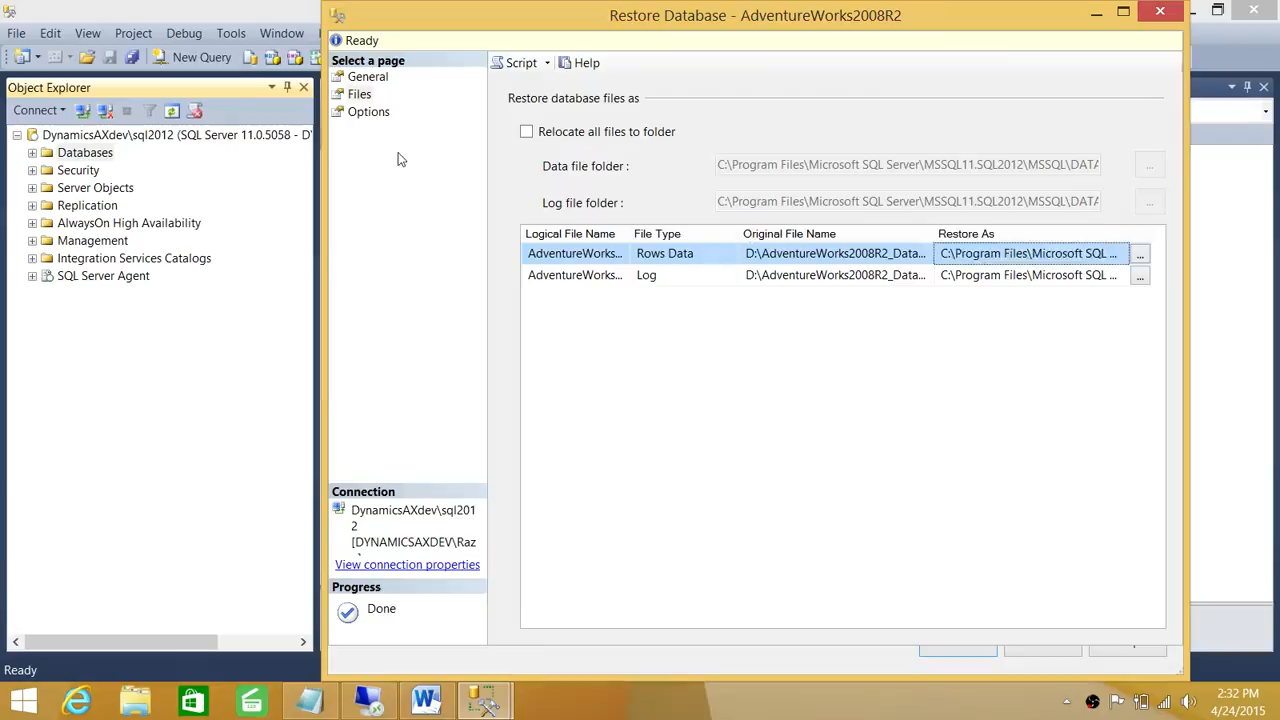 Restore Database - AdventureWorks2008R2
File Edit View Project Debug Tools Window
Ready
Select a page
Script Help
New Query
General
Object Explorer
Files
Restore database files as
Connect
Options
Relocate all files to folder
DynamicsAXdev\sql2012 (SQL Server 11.0.5058 - D
Databases
Data file folder : C:\Program Files\Microsoft SQL Server\MSSQL11.SQL2012\MSSQL\DATA ...
Security
Server Objects
Log file folder : C:\Program Files\Microsoft SQL Server\MSSQL11.SQL2012\MSSQL\DATA ...
Replication
AlwaysOn High Availability
Logical File Name File Type Original File Name Restore As
Management
AdventureWorks... Rows Data D:\AdventureWorks2008R2_Data... C:\Program Files\Microsoft SQL ... ...
Integration Services Catalogs
AdventureWorks... Log D:\AdventureWorks2008R2_Data... C:\Program Files\Microsoft SQL ... ...
SQL Server Agent
Connection
DynamicsAXdev\sql201
2
[DYNAMICSAXDEV\Raz
View connection properties
Progress
Done
Ready
2:32 PM
4/24/2015